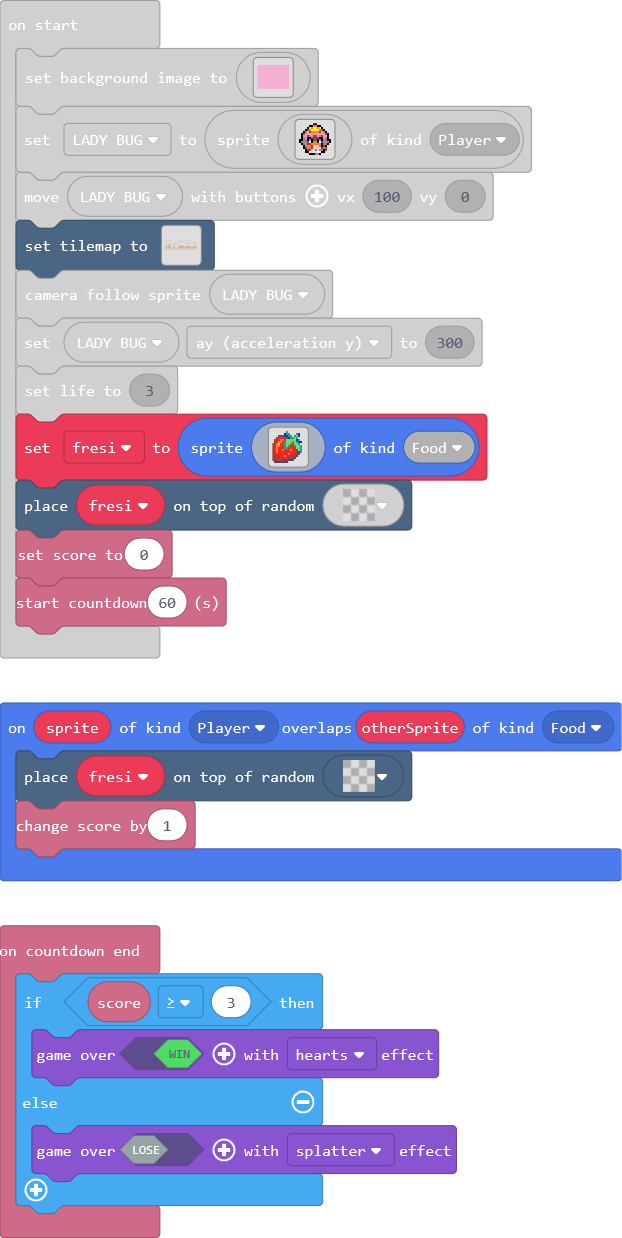 on start
set background image to
set LADY BUG to sprite of kind Player
move LADY BUG with buttons vx 100 vy 0
set tilemap to
camera follow sprite LADY BUG
set LADY BUG ay (acceleration y) to 300
set life to 3
set fresi to sprite of kind Food
place fresi on top of random
set score to 0
start countdown 60 (s)
on sprite of kind Player overlaps otherSprite of kind Food
place fresi on top of random
change score by 1
on countdown end
if score ≥ 3 then
game over WIN with hearts effect
else
game over LOSE with splatter effect